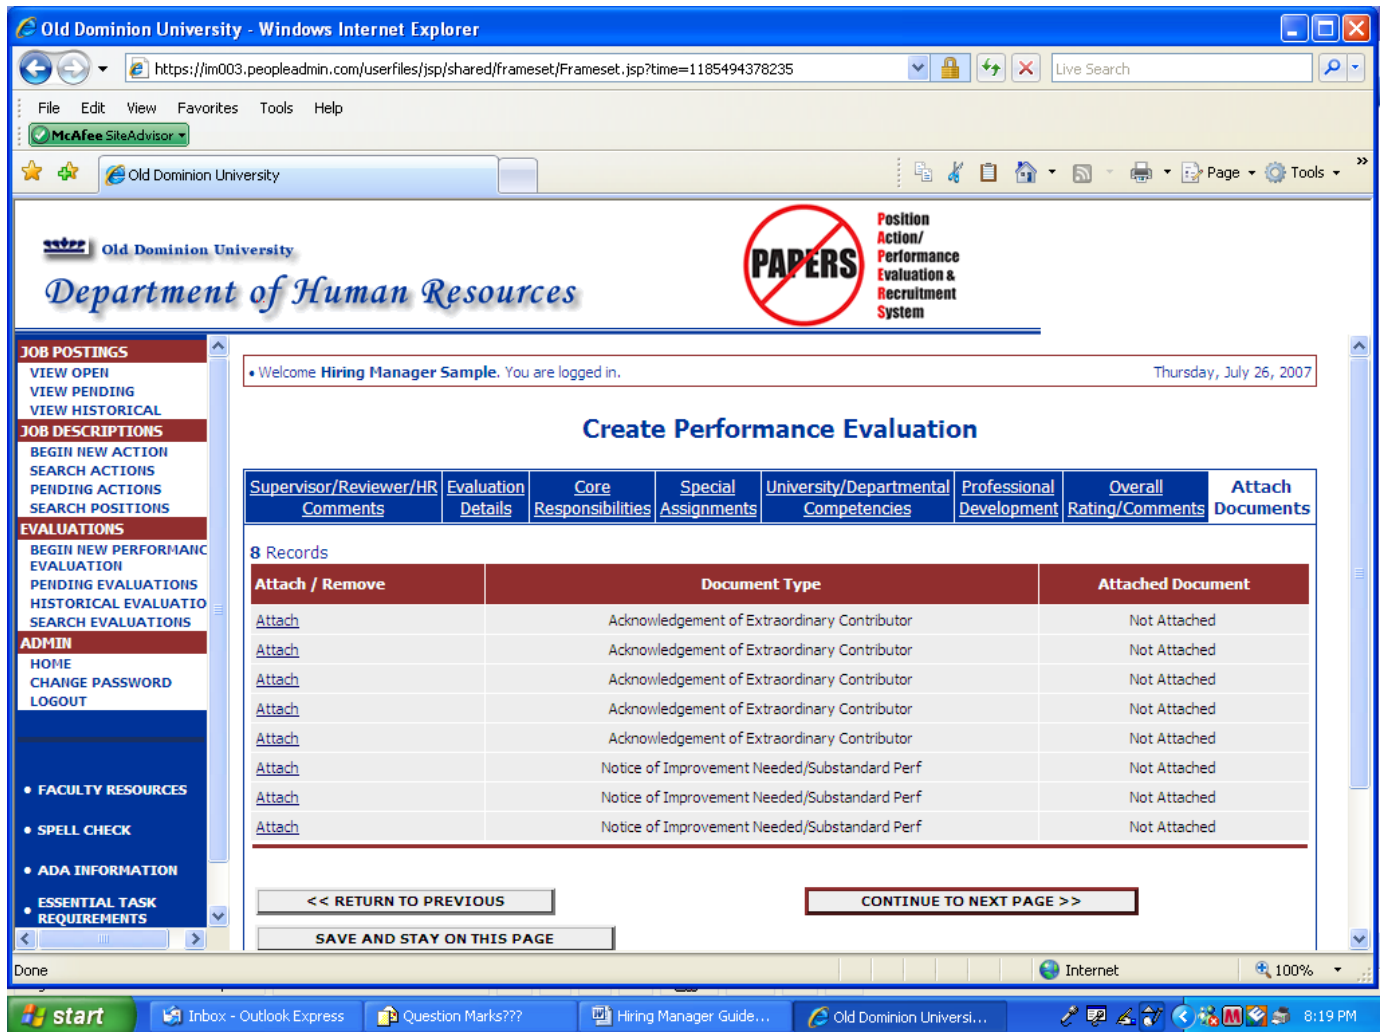 Old Dominion University - Windows Internet Explorer
https://im003.peopleadmin.com/userfiles/jsp/shared/frameset/Frameset.jsp?time=1185494378235
Live Search
File Edit View Favorites Tools Help
McAfee SiteAdvisor
Old Dominion University
Page Tools »
Old Dominion University
Department of Human Resources
PAPERS
Position
Action/
Performance
Evaluation &
Recruitment
System
JOB POSTINGS
VIEW OPEN
VIEW PENDING
VIEW HISTORICAL
JOB DESCRIPTIONS
BEGIN NEW ACTION
SEARCH ACTIONS
PENDING ACTIONS
SEARCH POSITIONS
EVALUATIONS
BEGIN NEW PERFORMANC
EVALUATION
PENDING EVALUATIONS
HISTORICAL EVALUATIO
SEARCH EVALUATIONS
ADMIN
HOME
CHANGE PASSWORD
LOGOUT
• FACULTY RESOURCES
• SPELL CHECK
• ADA INFORMATION
• ESSENTIAL TASK
REQUIREMENTS
• Welcome Hiring Manager Sample. You are logged in. Thursday, July 26, 2007
Create Performance Evaluation
Supervisor/Reviewer/HR Comments
Evaluation Details
Core Responsibilities
Special Assignments
University/Departmental Competencies
Professional Development
Overall Rating/Comments
Attach Documents
8 Records
Attach / Remove Document Type Attached Document
Attach Acknowledgement of Extraordinary Contributor Not Attached
Attach Acknowledgement of Extraordinary Contributor Not Attached
Attach Acknowledgement of Extraordinary Contributor Not Attached
Attach Acknowledgement of Extraordinary Contributor Not Attached
Attach Acknowledgement of Extraordinary Contributor Not Attached
Attach Notice of Improvement Needed/Substandard Perf Not Attached
Attach Notice of Improvement Needed/Substandard Perf Not Attached
Attach Notice of Improvement Needed/Substandard Perf Not Attached
<< RETURN TO PREVIOUS CONTINUE TO NEXT PAGE >>
SAVE AND STAY ON THIS PAGE
Done Internet 100%
start Inbox - Outlook Express Question Marks??? Hiring Manager Guide... Old Dominion Universi... 8:19 PM